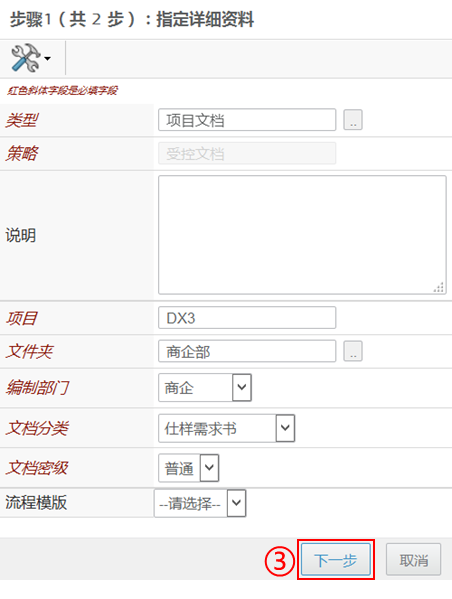 步骤1（共 2 步）：指定详细资料
红色斜体字段是必填字段
类型 项目文档 ..
策略 受控文档
说明
项目 DX3
文件夹 商企部 ..
编制部门 商企
文档分类 仕样需求书
文档密级 普通
流程模版 --请选择--
③ 下一步 取消